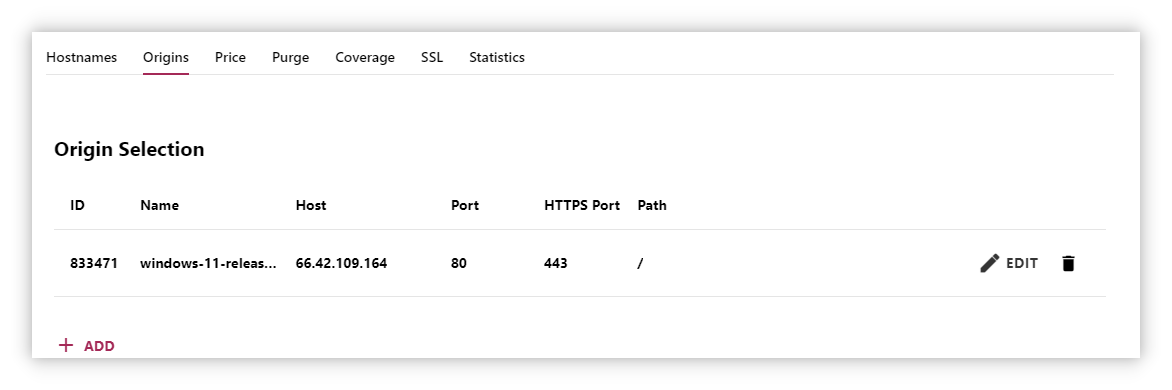 Hostnames Origins Price Purge Coverage SSL Statistics
Origin Selection
ID Name Host Port HTTPS Port Path
833471 windows-11-releas... 66.42.109.164 80 443 / EDIT
+ ADD